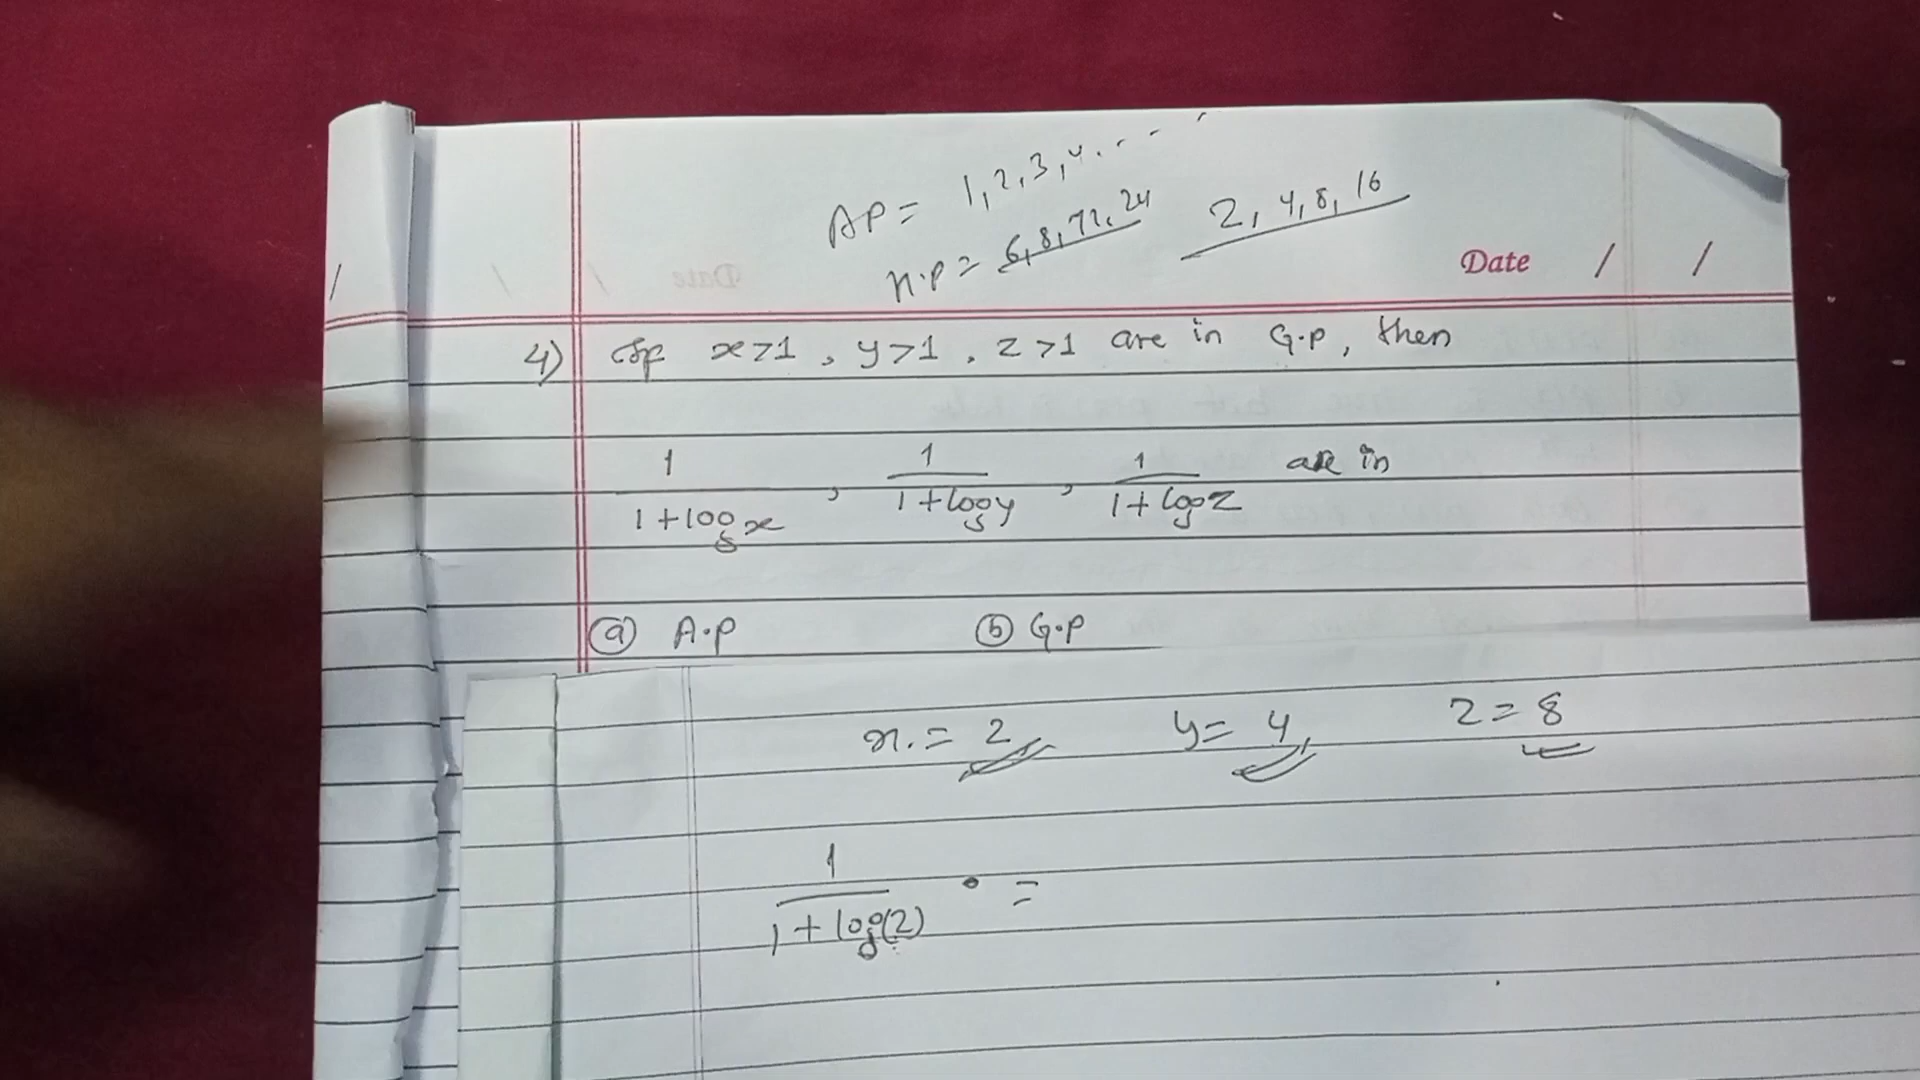 AP = 1, 2, 3, 4. - - '
n.p = 6, 8, 72, 24 2, 4, 8, 16
Date / /
4) x>1, y>1, z>1 are in G.P, then
1/(1+log x), 1/(1+log y), 1/(1+log z) are in
(a) A.P (b) G.P
x. = 2 y = 4, z = 8
1/(1+log(2)) • =